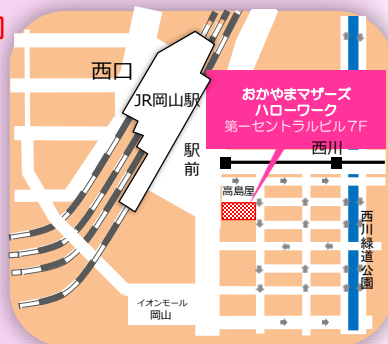 西口
JR岡山駅
駅前
おかやまマザーズ
ハローワーク
第一セントラルビル7F
西川
高島屋
西川緑道公園
イオンモール
岡山